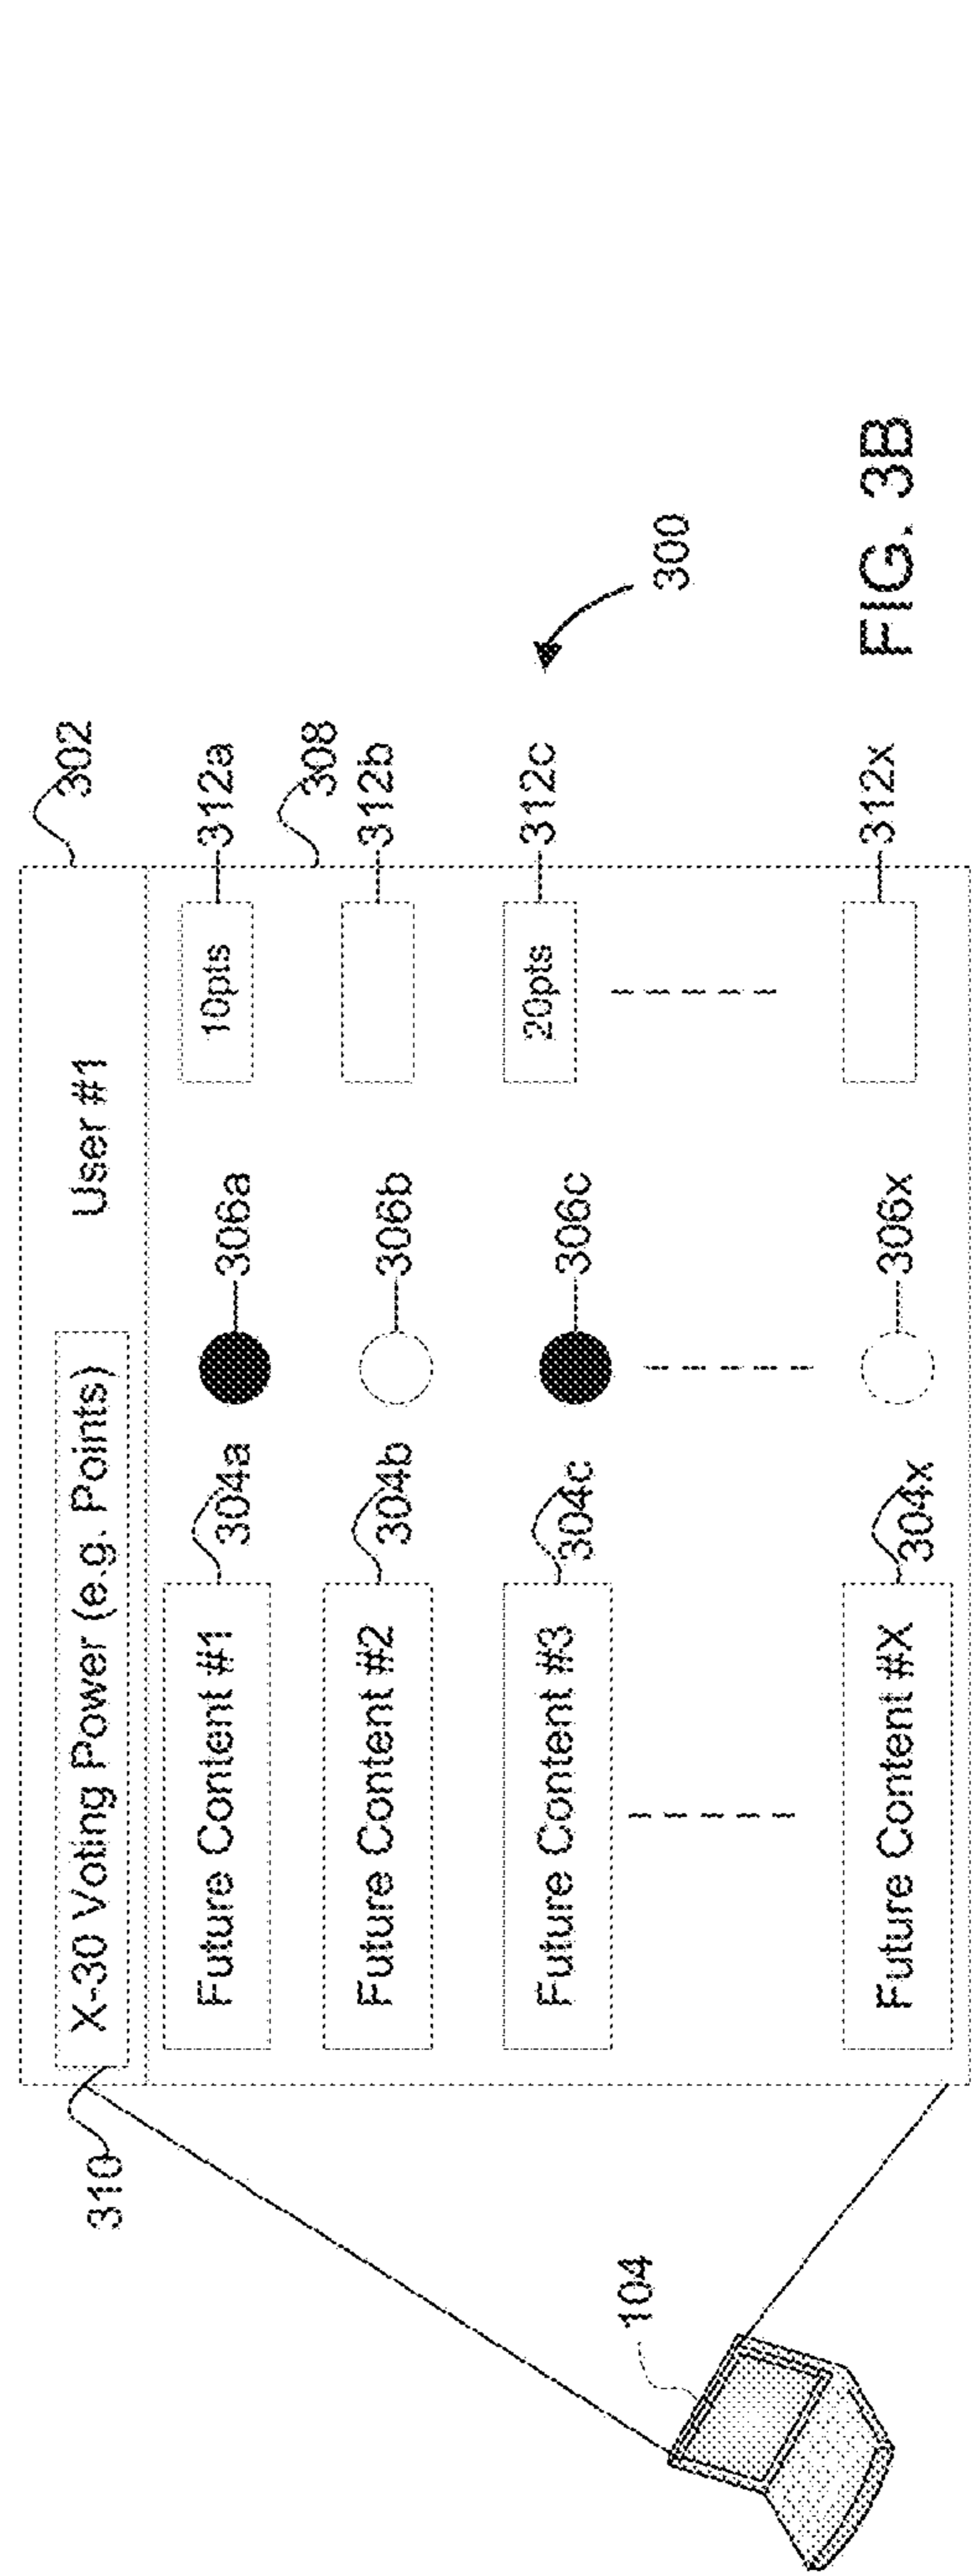 302
310
X-30 Voting Power (e.g. Points) User #1
Future Content #1 304a 306a 10pts 312a
308
Future Content #2 304b 306b 312b
Future Content #3 304c 306c 20pts 312c
300
104
Future Content #X 304x 306x 312x
FIG. 3B